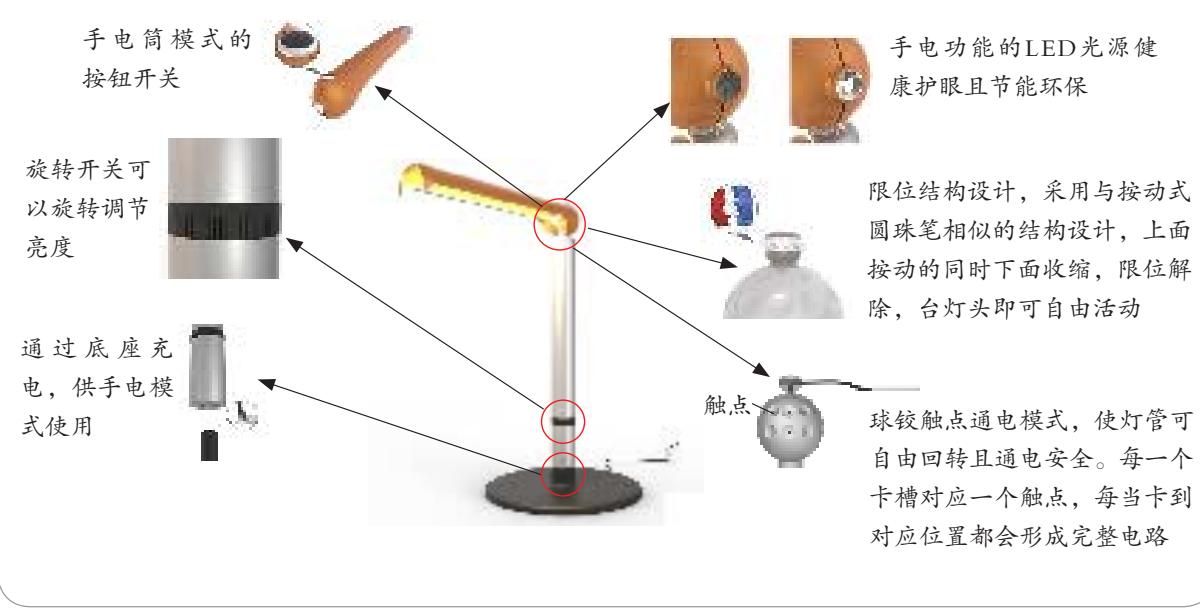 手电筒模式的
按钮开关
手电功能的LED光源健
康护眼且节能环保
旋转开关可
以旋转调节
亮度
限位结构设计，采用与按动式
圆珠笔相似的结构设计，上面
按动的同时下面收缩，限位解
除，台灯头即可自由活动
通过底座充
电，供手电模
式使用
触点
球铰触点通电模式，使灯管可
自由回转且通电安全。每一个
卡槽对应一个触点，每当卡到
对应位置都会形成完整电路